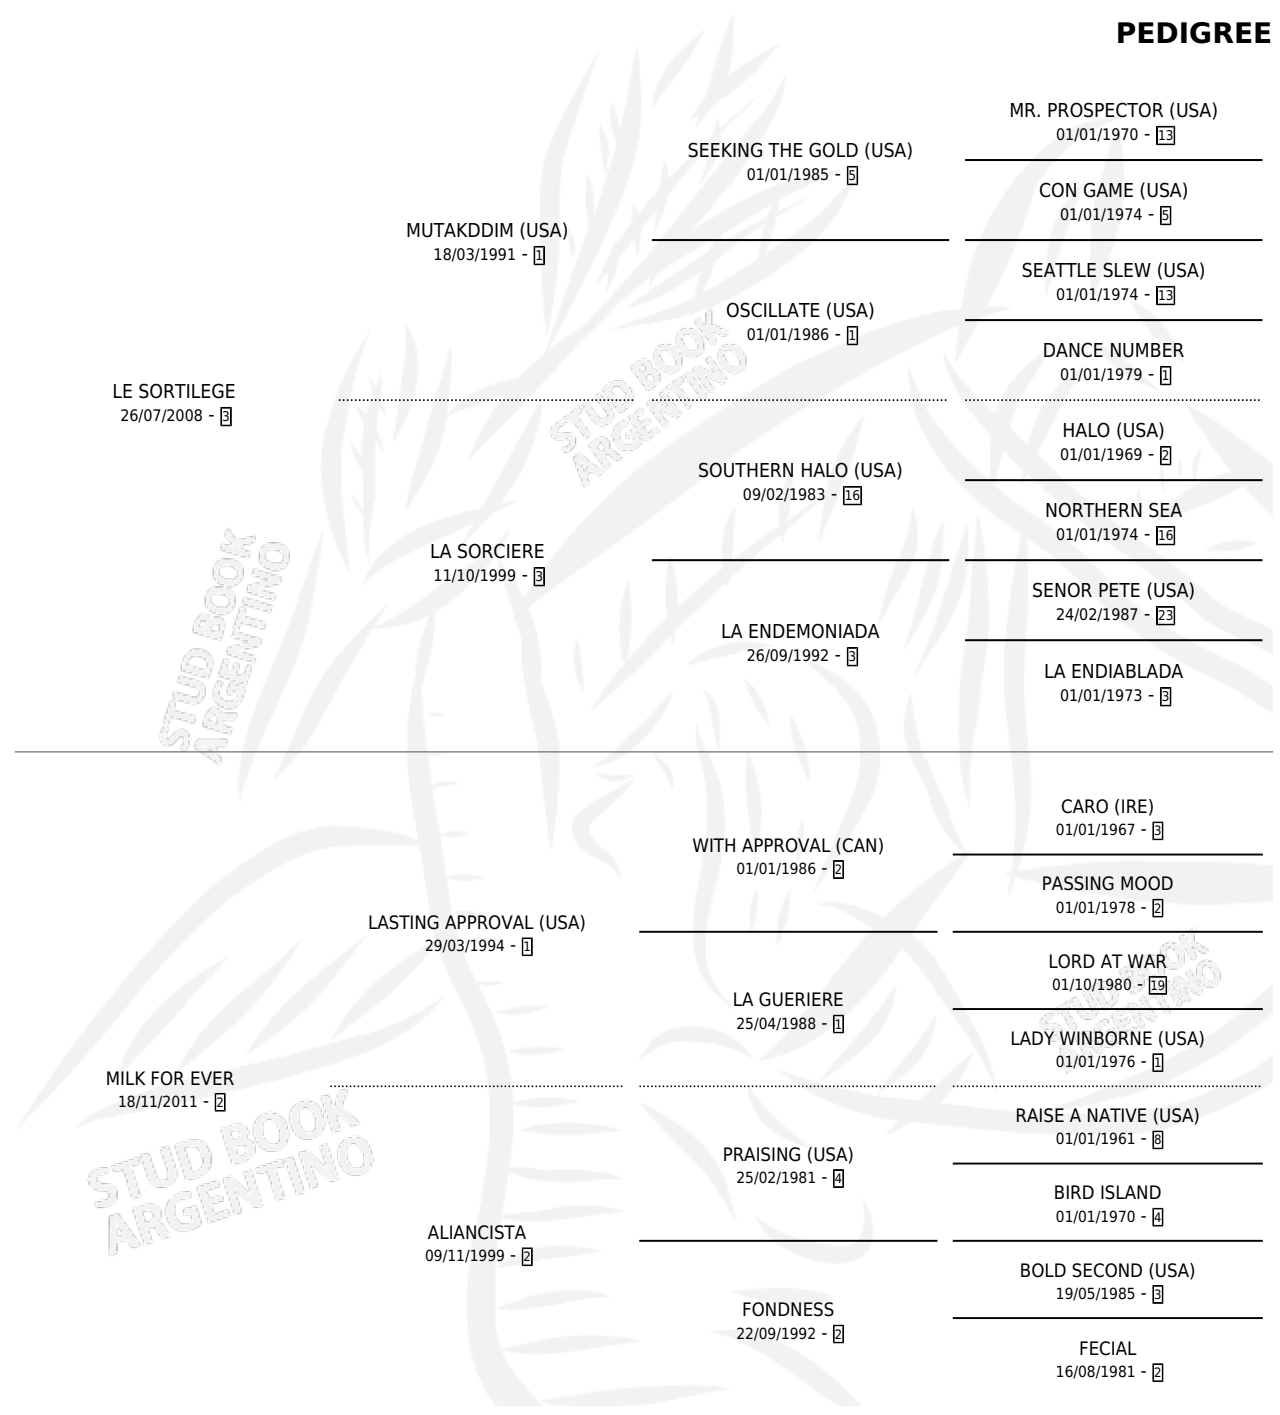 PEDIGREE
MR. PROSPECTOR (USA)
01/01/1970 - 13
SEEKING THE GOLD (USA)
01/01/1985 - 5
CON GAME (USA)
01/01/1974 - 5
MUTAKDDIM (USA)
18/03/1991 - 1
SEATTLE SLEW (USA)
01/01/1974 - 13
OSCILLATE (USA)
01/01/1986 - 1
DANCE NUMBER
01/01/1979 - 1
LE SORTILEGE
26/07/2008 - 3
HALO (USA)
01/01/1969 - 2
SOUTHERN HALO (USA)
09/02/1983 - 16
NORTHERN SEA
01/01/1974 - 16
LA SORCIERE
11/10/1999 - 3
SENOR PETE (USA)
24/02/1987 - 23
LA ENDEMONIADA
26/09/1992 - 3
LA ENDIABLADA
01/01/1973 - 3
STUD BOOK
ARGENTINO
STUD BOOK
ARGENTINO
CARO (IRE)
01/01/1967 - 3
WITH APPROVAL (CAN)
01/01/1986 - 2
PASSING MOOD
01/01/1978 - 2
LASTING APPROVAL (USA)
29/03/1994 - 1
LORD AT WAR
01/10/1980 - 19
LA GUERIERE
25/04/1988 - 1
LADY WINBORNE (USA)
01/01/1976 - 1
STUD BOOK
ARGENTINO
MILK FOR EVER
18/11/2011 - 2
RAISE A NATIVE (USA)
01/01/1961 - 8
PRAISING (USA)
25/02/1981 - 4
BIRD ISLAND
01/01/1970 - 4
ALIANCISTA
09/11/1999 - 2
BOLD SECOND (USA)
19/05/1985 - 3
FONDNESS
22/09/1992 - 2
FECIAL
16/08/1981 - 2
STUD BOOK
ARGENTINO